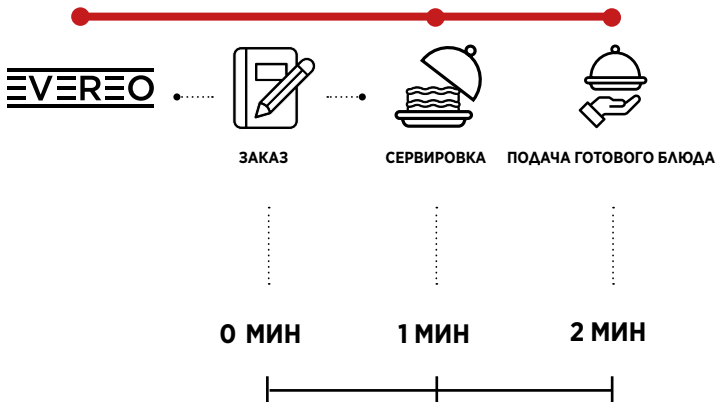 EVEREO
ЗАКАЗ
СЕРВИРОВКА
ПОДАЧА ГОТОВОГО БЛЮДА
0 МИН
1 МИН
2 МИН